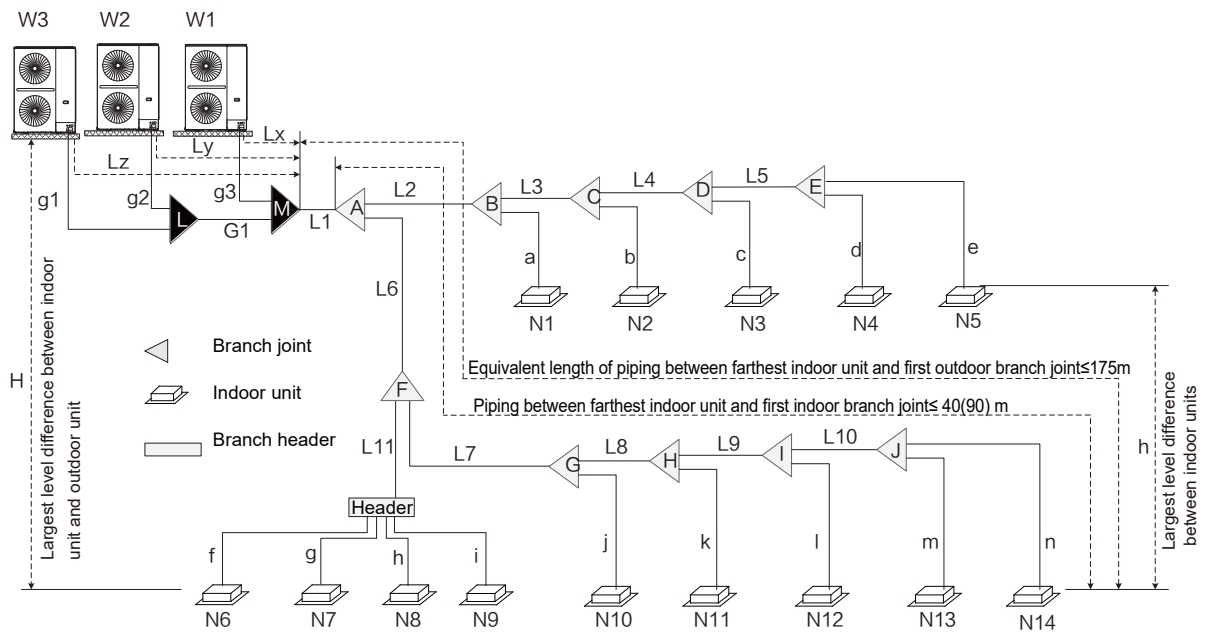 W3 W2 W1
Lx
Ly
Lz
g1
g2
g3
L
M
G1
L1
A
L2
B
L3
C
L4
D
L5
E
a
b
c
d
e
L6
N1
N2
N3
N4
N5
Branch joint
Indoor unit
Branch header
H
Largest level difference between indoor
unit and outdoor unit
Equivalent length of piping between farthest indoor unit and first outdoor branch joint≤175m
Piping between farthest indoor unit and first indoor branch joint≤ 40(90) m
h
Largest level difference
between indoor units
F
L11
L7
G
L8
H
L9
I
L10
J
Header
f
g
h
i
j
k
l
m
n
N6
N7
N8
N9
N10
N11
N12
N13
N14